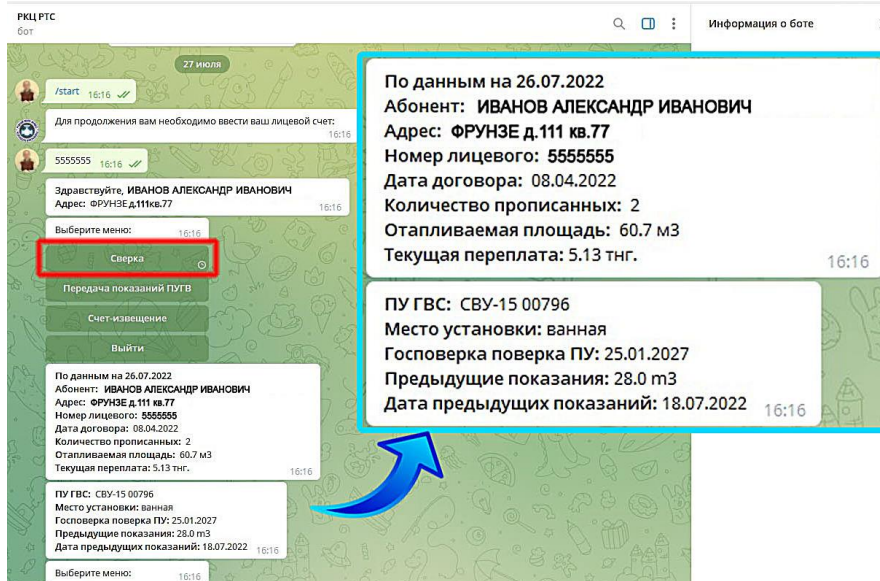 РКЦ РТС
бот
Информация о боте
27 июля
/start 16:16
Для продолжения вам необходимо ввести ваш лицевой счет:
16:16
5555555 16:16
Здравствуйте, ИВАНОВ АЛЕКСАНДР ИВАНОВИЧ
Адрес: ФРУНЗЕ д.111кв.77
16:16
Выберите меню:
16:16
Сверка
Передача показаний ПУГВ
Счет-извещение
Выйти
По данным на 26.07.2022
Абонент: ИВАНОВ АЛЕКСАНДР ИВАНОВИЧ
Адрес: ФРУНЗЕ д.111 кв.77
Номер лицевого: 5555555
Дата договора: 08.04.2022
Количество прописанных: 2
Отапливаемая площадь: 60.7 м3
Текущая переплата: 5.13 тнг.
16:16
ПУ ГВС: СВУ-15 00796
Место установки: ванная
Госповерка поверка ПУ: 25.01.2027
Предыдущие показания: 28.0 m3
Дата предыдущих показаний: 18.07.2022 16:16
Выберите меню:
16:16
По данным на 26.07.2022
Абонент: ИВАНОВ АЛЕКСАНДР ИВАНОВИЧ
Адрес: ФРУНЗЕ д.111 кв.77
Номер лицевого: 5555555
Дата договора: 08.04.2022
Количество прописанных: 2
Отапливаемая площадь: 60.7 м3
Текущая переплата: 5.13 тнг.
16:16
ПУ ГВС: СВУ-15 00796
Место установки: ванная
Госповерка поверка ПУ: 25.01.2027
Предыдущие показания: 28.0 m3
Дата предыдущих показаний: 18.07.2022 16:16